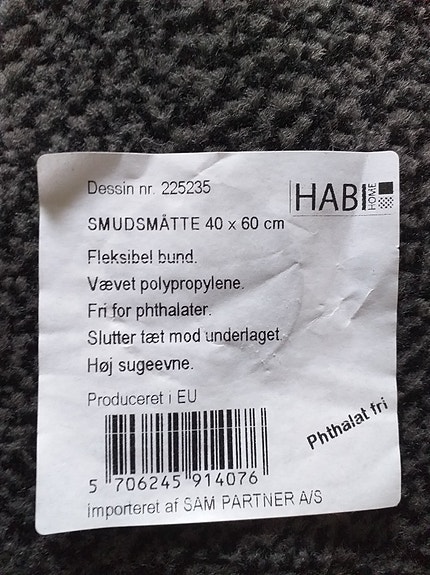 Dessin nr. 225235
HABI HOME
SMUDSMÅTTE 40 x 60 cm
Fleksibel bund.
Vævet polypropylene.
Fri for phthalater.
Slutter tæt mod underlaget.
Høj sugeevne.
Produceret i EU
Phthalat fri
5 706245 914076
Importeret af SAM PARTNER A/S